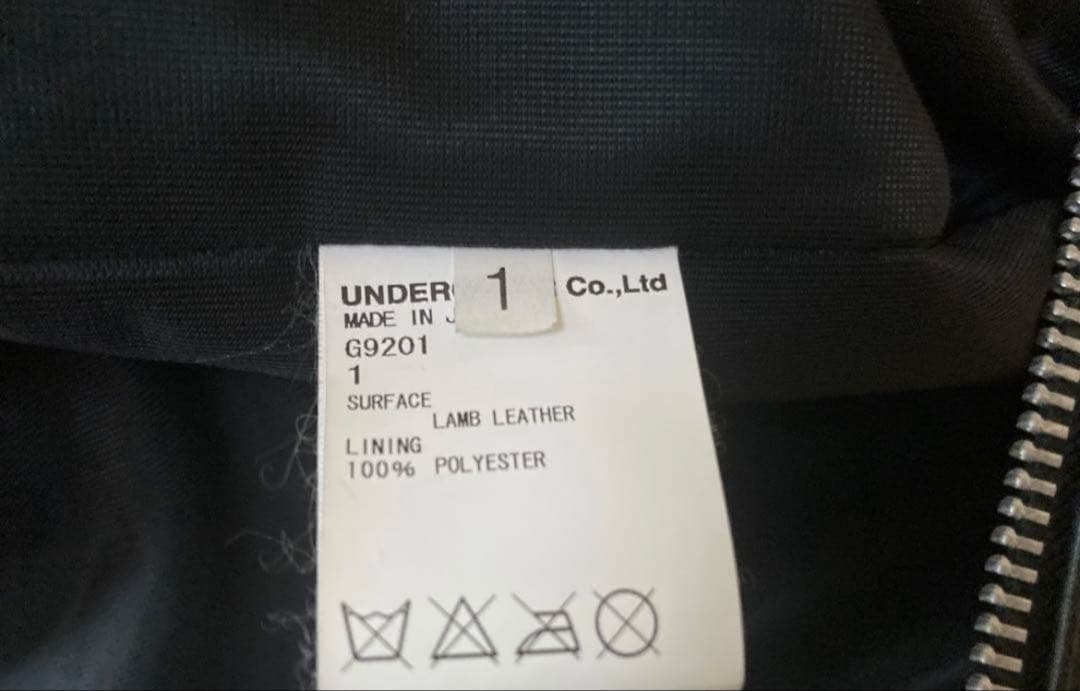 UNDER
1
Co.,Ltd
MADE IN
G9201
1
SURFACE
LAMB LEATHER
LINING
100% POLYESTER